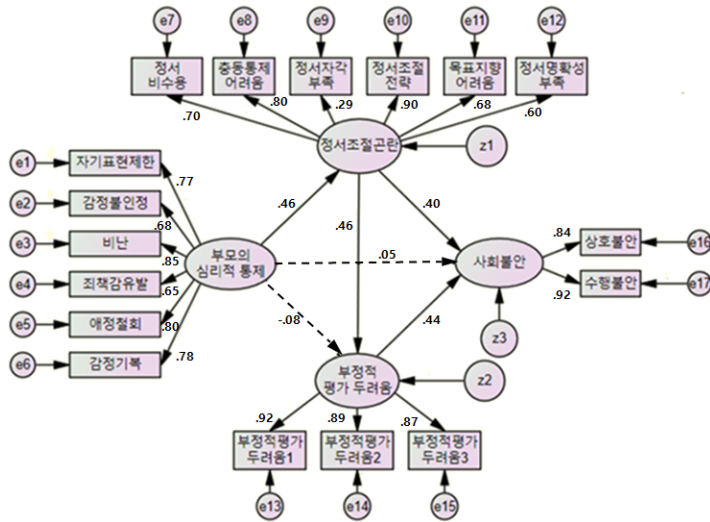 e7
e8
e9
e10
e11
e12
정서
비수용
충동통제
어려움
정서자각
부족
정서조절
전략
목표지향
어려움
정서명확성
부족
.70
.80
.29
.90
.68
.60
정서조절곤란
z1
e1
자기표현제한
e2
감정불인정
e3
비난
e4
죄책감유발
e5
애정철회
e6
감정기복
.77
.68
.85
.65
.80
.78
부모의
심리적 통제
.46
.46
.40
.05
-.08
.44
사회불안
.84
상호불안
e16
.92
수행불안
e17
z3
부정적
평가 두려움
z2
.92
.89
.87
부정적평가
두려움1
부정적평가
두려움2
부정적평가
두려움3
e13
e14
e15